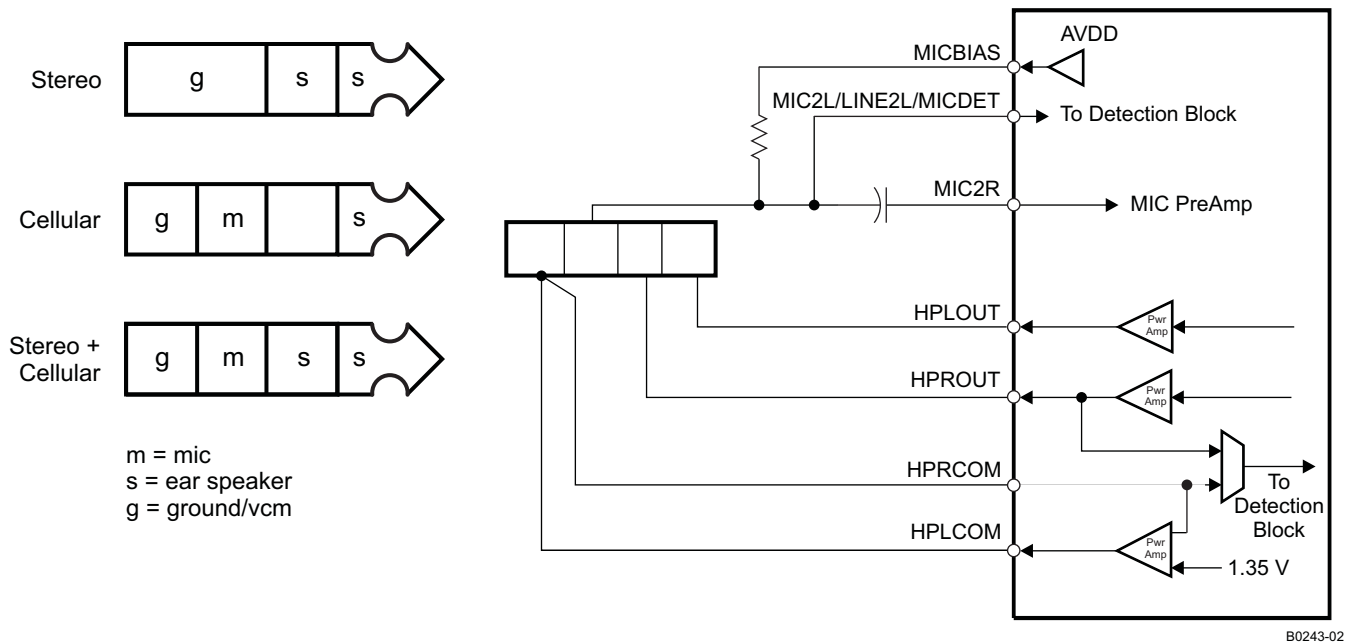 Stereo
g s s
Cellular
g m s
Stereo +
Cellular
g m s s
m = mic
s = ear speaker
g = ground/vcm
AVDD
MICBIAS
MIC2L/LINE2L/MICDET
To Detection Block
MIC2R
MIC PreAmp
HPLOUT
Pwr
Amp
HPROUT
Pwr
Amp
HPRCOM
To
Detection
Block
HPLCOM
Pwr
Amp
1.35 V
B0243-02